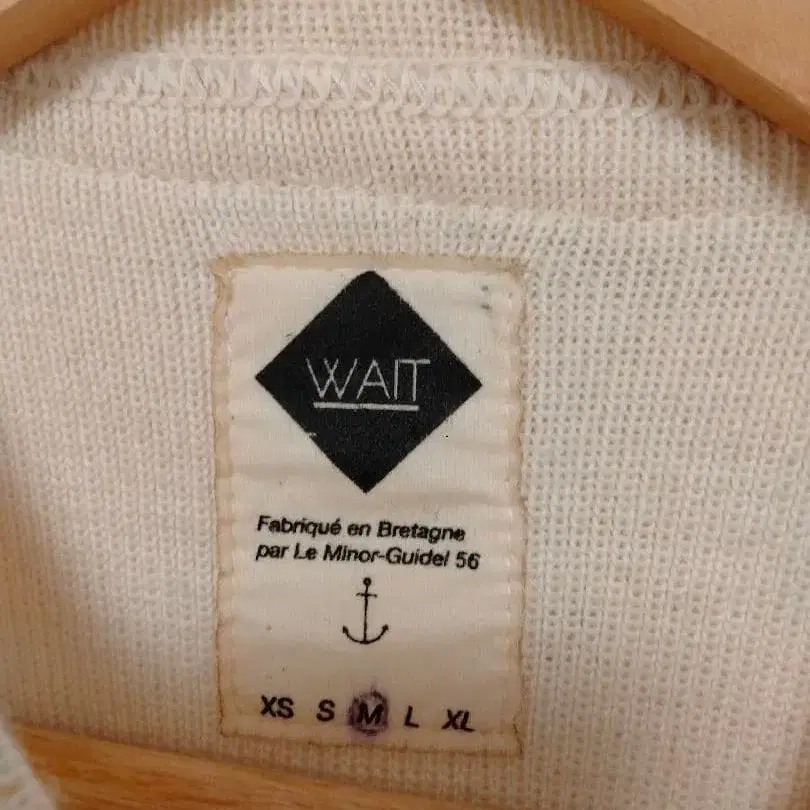 WAIT
Fabriqué en Bretagne
par Le Minor-Guidel 56
XS S M L XL